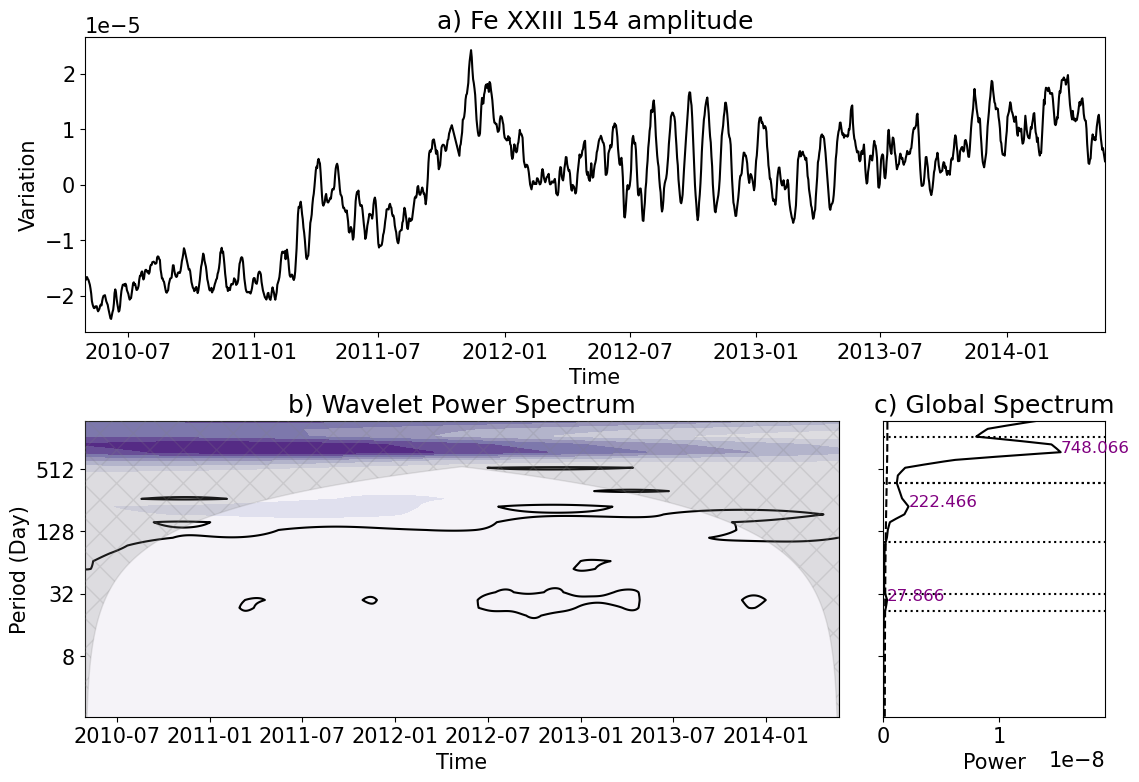 a) Fe XXIII 154 amplitude
1e−5
2
1
0
−1
−2
Variation
2010-07 2011-01 2011-07 2012-01 2012-07 2013-01 2013-07 2014-01
Time
b) Wavelet Power Spectrum
512
128
32
8
Period (Day)
2010-07 2011-01 2011-07 2012-01 2012-07 2013-01 2013-07 2014-01
Time
c) Global Spectrum
748.066
222.466
27.866
0 1
Power
1e−8